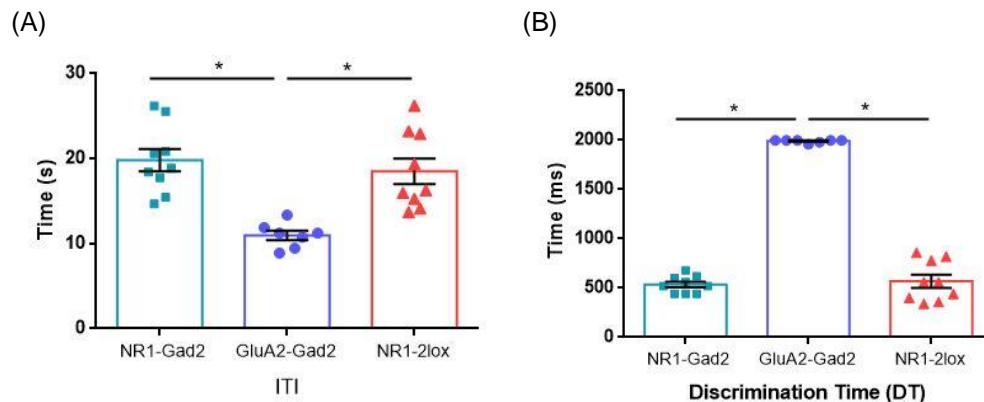 (A)
(B)
Time (s)
30
20
10
0
* *
NR1-Gad2 GluA2-Gad2 NR1-2lox
ITI
Time (ms)
2500
2000
1500
1000
500
0
* *
NR1-Gad2 GluA2-Gad2 NR1-2lox
Discrimination Time (DT)